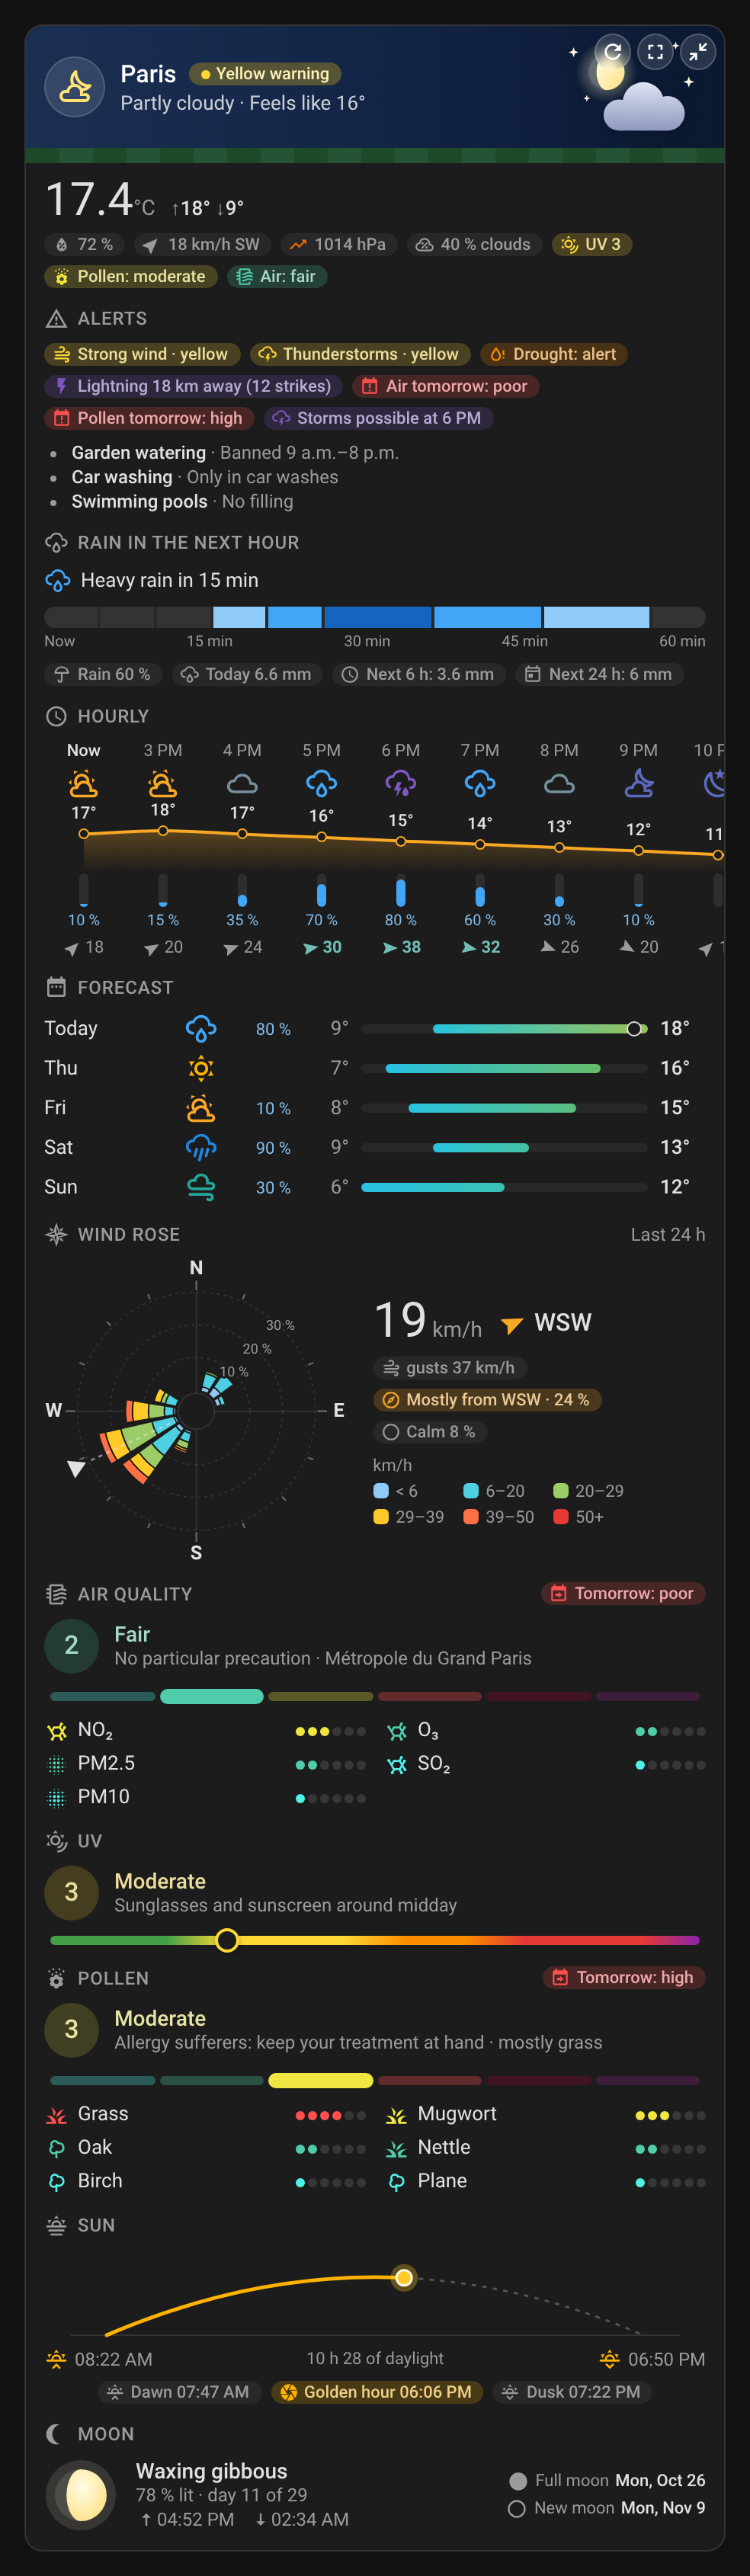 Paris Yellow warning
Partly cloudy · Feels like 16°
17.4°C ↑18° ↓9°
72 % 18 km/h SW 1014 hPa 40 % clouds UV 3
Pollen: moderate Air: fair
ALERTS
Strong wind · yellow Thunderstorms · yellow Drought: alert
Lightning 18 km away (12 strikes) Air tomorrow: poor
Pollen tomorrow: high Storms possible at 6 PM
• Garden watering · Banned 9 a.m.–8 p.m.
• Car washing · Only in car washes
• Swimming pools · No filling
RAIN IN THE NEXT HOUR
Heavy rain in 15 min
Now 15 min 30 min 45 min 60 min
Rain 60 % Today 6.6 mm Next 6 h: 3.6 mm Next 24 h: 6 mm
HOURLY
Now 3 PM 4 PM 5 PM 6 PM 7 PM 8 PM 9 PM 10 P
17° 18° 17° 16° 15° 14° 13° 12° 11
10 % 15 % 35 % 70 % 80 % 60 % 30 % 10 %
18 20 24 30 38 32 26 20 1
FORECAST
Today 80 % 9° 18°
Thu 7° 16°
Fri 10 % 8° 15°
Sat 90 % 9° 13°
Sun 30 % 6° 12°
WIND ROSE Last 24 h
N
30 %
20 %
10 %
W E
S
19 km/h WSW
gusts 37 km/h
Mostly from WSW · 24 %
Calm 8 %
km/h
< 6 6–20 20–29
29–39 39–50 50+
AIR QUALITY Tomorrow: poor
2 Fair
No particular precaution · Métropole du Grand Paris
NO₂ O₃
PM2.5 SO₂
PM10
UV
3 Moderate
Sunglasses and sunscreen around midday
POLLEN Tomorrow: high
3 Moderate
Allergy sufferers: keep your treatment at hand · mostly grass
Grass Mugwort
Oak Nettle
Birch Plane
SUN
08:22 AM 10 h 28 of daylight 06:50 PM
Dawn 07:47 AM Golden hour 06:06 PM Dusk 07:22 PM
MOON
Waxing gibbous
78 % lit · day 11 of 29
↑ 04:52 PM ↓ 02:34 AM
Full moon Mon, Oct 26
New moon Mon, Nov 9